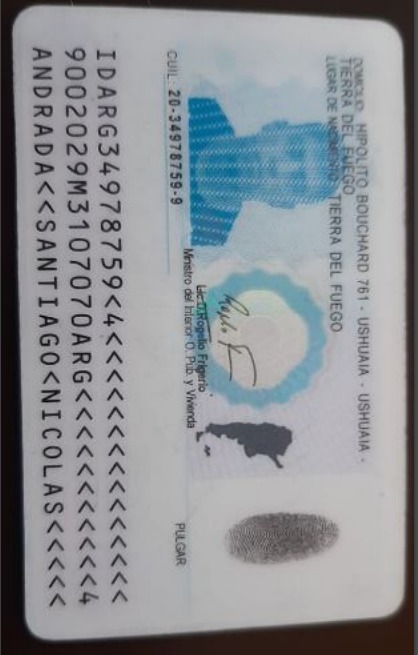 DOMICILIO: HIPOLITO BOUCHARD 761 - USHUAIA - USHUAIA -
TIERRA DEL FUEGO
LUGAR DE NACIMIENTO: TIERRA DEL FUEGO
CUIL: 20-34978759-9
Lic. Rogelio Frigerio
Ministro del Interior O. Púb. y Vivienda
PULGAR
IDARG34978759<4<<<<<<<<<<<<<<<
9002029M3107070ARG<<<<<<<<<<<4
ANDRADA<<SANTIAGO<NICOLAS<<<<<